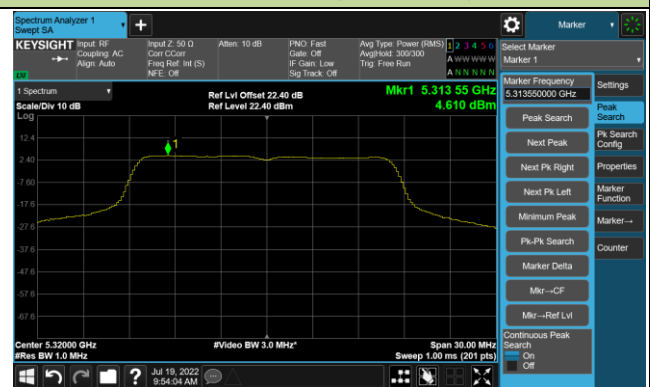 Spectrum Analyzer 1
Swept SA
+
Marker
KEYSIGHT
Input: RF
Coupling: AC
Align: Auto
Input Z: 50 Ω
Corr CCorr
Freq Ref: Int (S)
NFE: Off
Atten: 10 dB
PNO: Fast
Gate: Off
IF Gain: Low
Sig Track: Off
Avg Type: Power (RMS)
Avg|Hold: 300/300
Trig: Free Run
1 2 3 4 5 6
A W W W W W
A N N N N N
LXI
Select Marker
Marker 1
1 Spectrum
Scale/Div 10 dB
Log
Ref Lvl Offset 22.40 dB
Ref Level 22.40 dBm
Mkr1 5.313 55 GHz
4.610 dBm
1
12.4
2.40
-7.60
-17.6
-27.6
-37.6
-47.6
-57.6
-67.6
Center 5.32000 GHz
#Res BW 1.0 MHz
#Video BW 3.0 MHz*
Span 30.00 MHz
Sweep 1.00 ms (201 pts)
Marker Frequency
5.313550000 GHz
Peak Search
Next Peak
Next Pk Right
Next Pk Left
Minimum Peak
Pk-Pk Search
Marker Delta
Mkr→CF
Mkr→Ref Lvl
Continuous Peak
Search
On
Off
Settings
Peak
Search
Pk Search
Config
Properties
Marker
Function
Marker→
Counter
?
Jul 19, 2022
9:54:04 AM